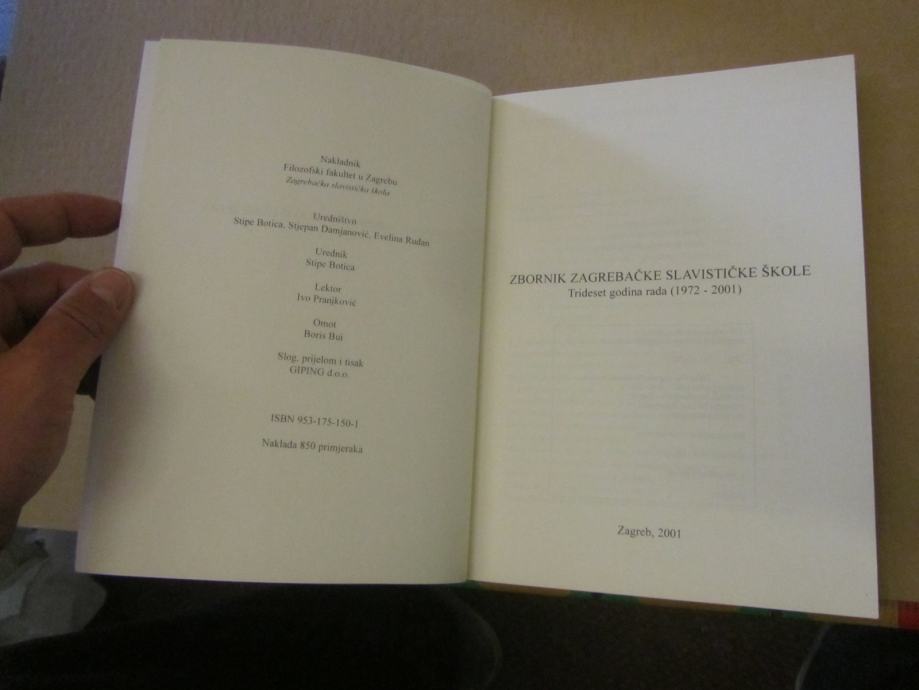 Nakladnik
Filozofski fakultet u Zagrebu
Zagrebačka slavistička škola
Uredništvo
Stipe Botica, Stjepan Damjanović, Evelina Rudan
Urednik
Stipe Botica
Lektor
Ivo Pranjković
Omot
Boris Bui
Slog, prijelom i tisak
GIPING d.o.o.
ISBN 953-175-150-1
Naklada 850 primjeraka
ZBORNIK ZAGREBAČKE SLAVISTIČKE ŠKOLE
Trideset godina rada (1972 - 2001)
Zagreb, 2001